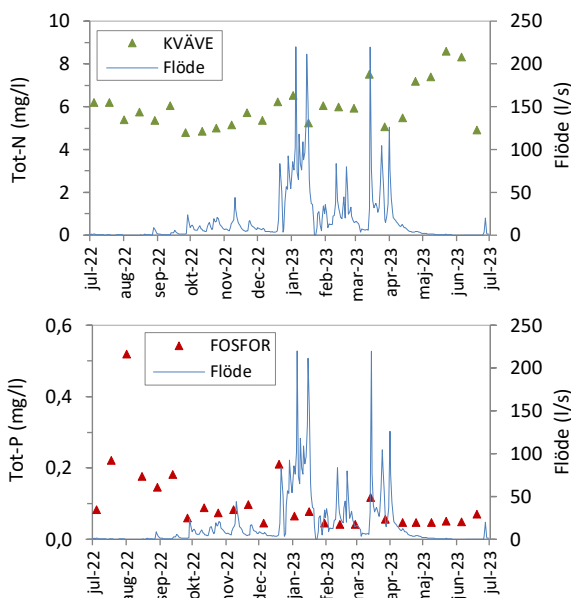 10
8
6
4
2
0
Tot-N (mg/l)
KVÄVE
Flöde
250
200
150
100
50
0
Flöde (l/s)
jul-22
aug-22
sep-22
okt-22
nov-22
dec-22
jan-23
feb-23
mar-23
apr-23
maj-23
jun-23
jul-23
0,6
0,4
0,2
0,0
Tot-P (mg/l)
FOSFOR
Flöde
250
200
150
100
50
0
Flöde (l/s)
jul-22
aug-22
sep-22
okt-22
nov-22
dec-22
jan-23
feb-23
mar-23
apr-23
maj-23
jun-23
jul-23